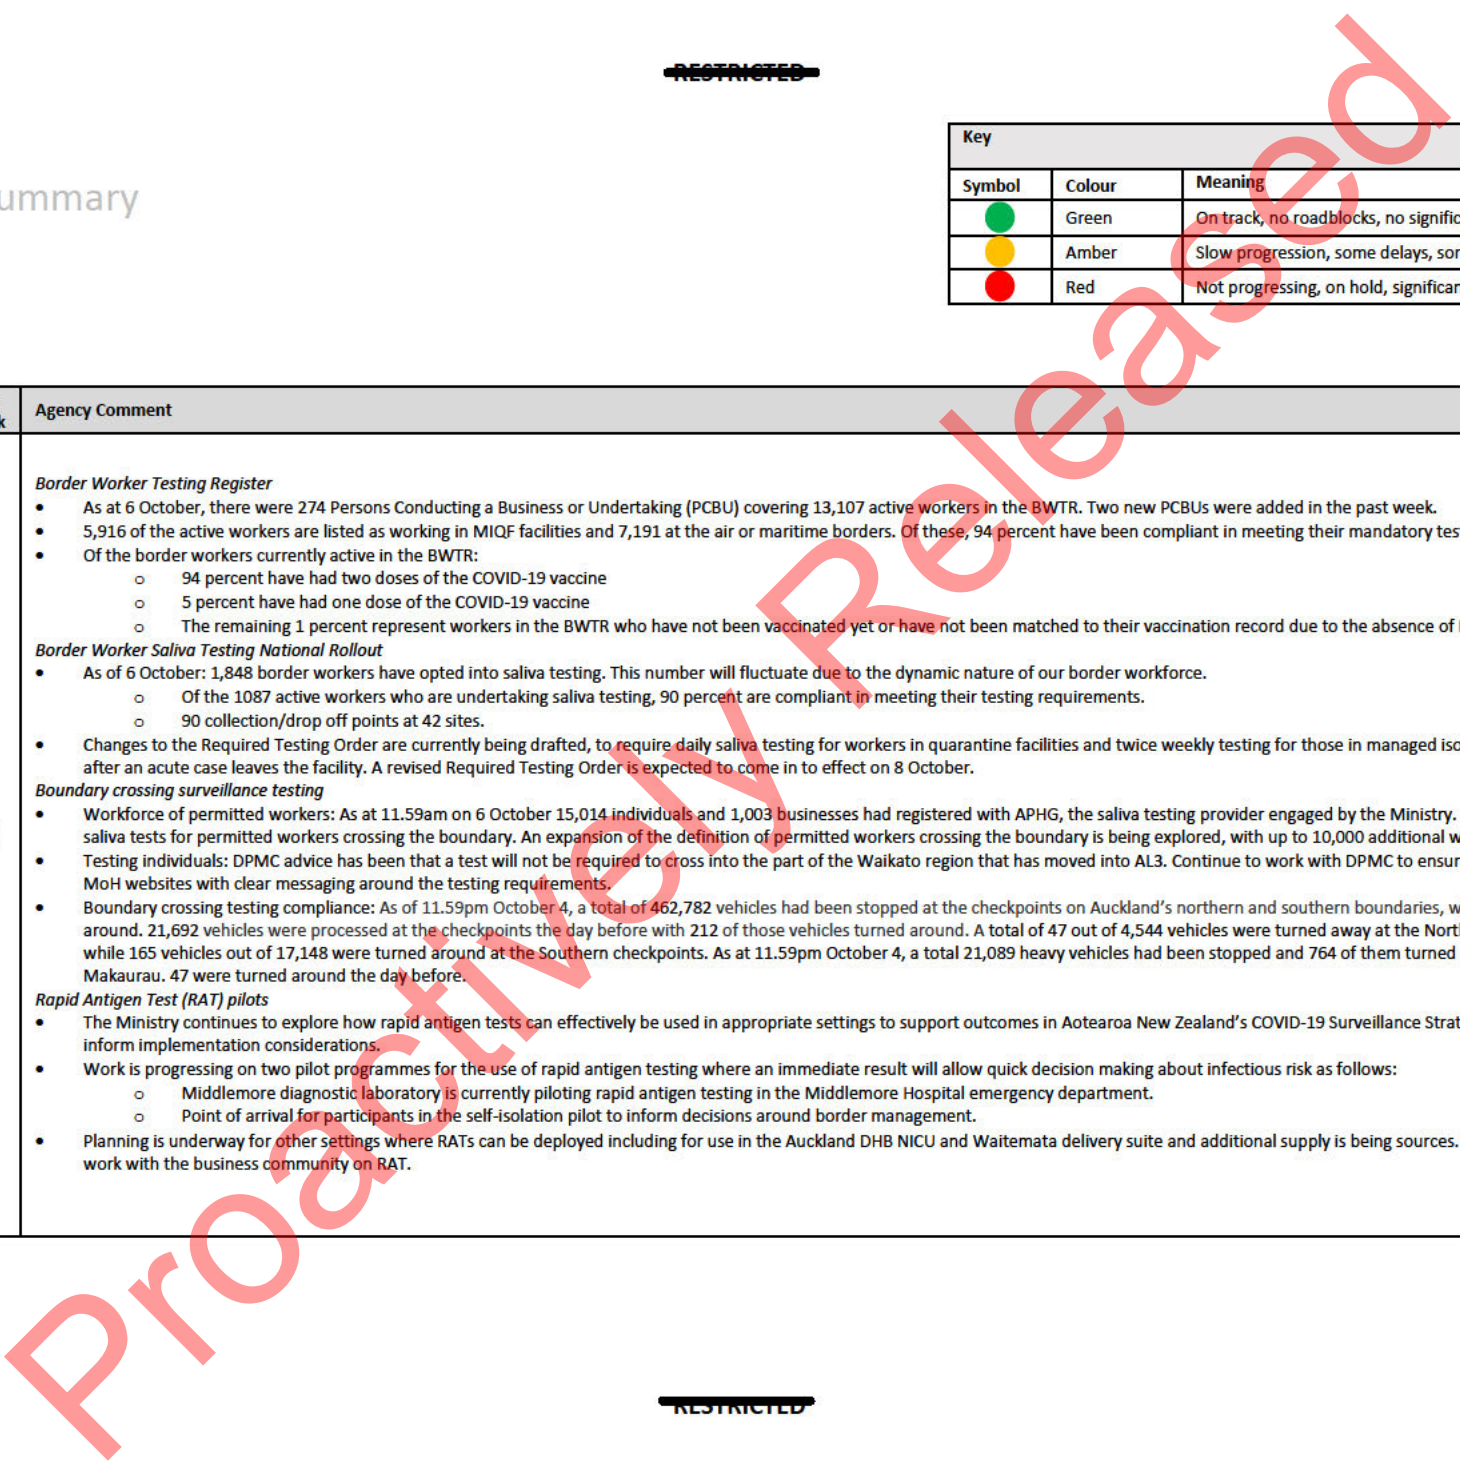 RESTRICTED
Key
ummary
Symbol Colour Meaning
Green On track, no roadblocks, no signific
Amber Slow progression, some delays, sor
Red Not progressing, on hold, significan
k Agency Comment
Border Worker Testing Register
• As at 6 October, there were 274 Persons Conducting a Business or Undertaking (PCBU) covering 13,107 active workers in the BWTR. Two new PCBUs were added in the past week.
• 5,916 of the active workers are listed as working in MIQF facilities and 7,191 at the air or maritime borders. Of these, 94 percent have been compliant in meeting their mandatory tes
• Of the border workers currently active in the BWTR:
o 94 percent have had two doses of the COVID-19 vaccine
o 5 percent have had one dose of the COVID-19 vaccine
o The remaining 1 percent represent workers in the BWTR who have not been vaccinated yet or have not been matched to their vaccination record due to the absence of
Border Worker Saliva Testing National Rollout
• As of 6 October: 1,848 border workers have opted into saliva testing. This number will fluctuate due to the dynamic nature of our border workforce.
o Of the 1087 active workers who are undertaking saliva testing, 90 percent are compliant in meeting their testing requirements.
o 90 collection/drop off points at 42 sites.
• Changes to the Required Testing Order are currently being drafted, to require daily saliva testing for workers in quarantine facilities and twice weekly testing for those in managed iso
after an acute case leaves the facility. A revised Required Testing Order is expected to come in to effect on 8 October.
Boundary crossing surveillance testing
• Workforce of permitted workers: As at 11.59am on 6 October 15,014 individuals and 1,003 businesses had registered with APHG, the saliva testing provider engaged by the Ministry.
saliva tests for permitted workers crossing the boundary. An expansion of the definition of permitted workers crossing the boundary is being explored, with up to 10,000 additional w
• Testing individuals: DPMC advice has been that a test will not be required to cross into the part of the Waikato region that has moved into AL3. Continue to work with DPMC to ensur
MoH websites with clear messaging around the testing requirements.
• Boundary crossing testing compliance: As of 11.59pm October 4, a total of 462,782 vehicles had been stopped at the checkpoints on Auckland's northern and southern boundaries, w
around. 21,692 vehicles were processed at the checkpoints the day before with 212 of those vehicles turned around. A total of 47 out of 4,544 vehicles were turned away at the Nort
while 165 vehicles out of 17,148 were turned around at the Southern checkpoints. As at 11.59pm October 4, a total 21,089 heavy vehicles had been stopped and 764 of them turned
Makaurau. 47 were turned around the day before.
Rapid Antigen Test (RAT) pilots
• The Ministry continues to explore how rapid antigen tests can effectively be used in appropriate settings to support outcomes in Aotearoa New Zealand's COVID-19 Surveillance Strat
inform implementation considerations.
• Work is progressing on two pilot programmes for the use of rapid antigen testing where an immediate result will allow quick decision making about infectious risk as follows:
o Middlemore diagnostic laboratory is currently piloting rapid antigen testing in the Middlemore Hospital emergency department.
o Point of arrival for participants in the self-isolation pilot to inform decisions around border management.
• Planning is underway for other settings where RATs can be deployed including for use in the Auckland DHB NICU and Waitemata delivery suite and additional supply is being sources.
work with the business community on RAT.
RESTRICTED
Proactively Released